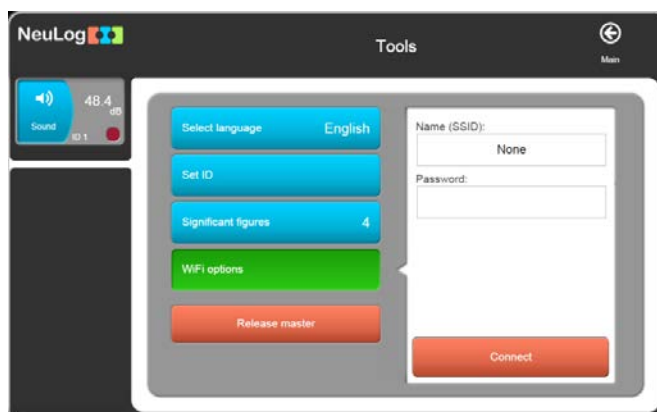 NeuLog
Tools
Main
48.4
dB
Sound
ID 1
Select language English
Set ID
Significant figures 4
WiFi options
Release master
Name (SSID):
None
Password:
Connect